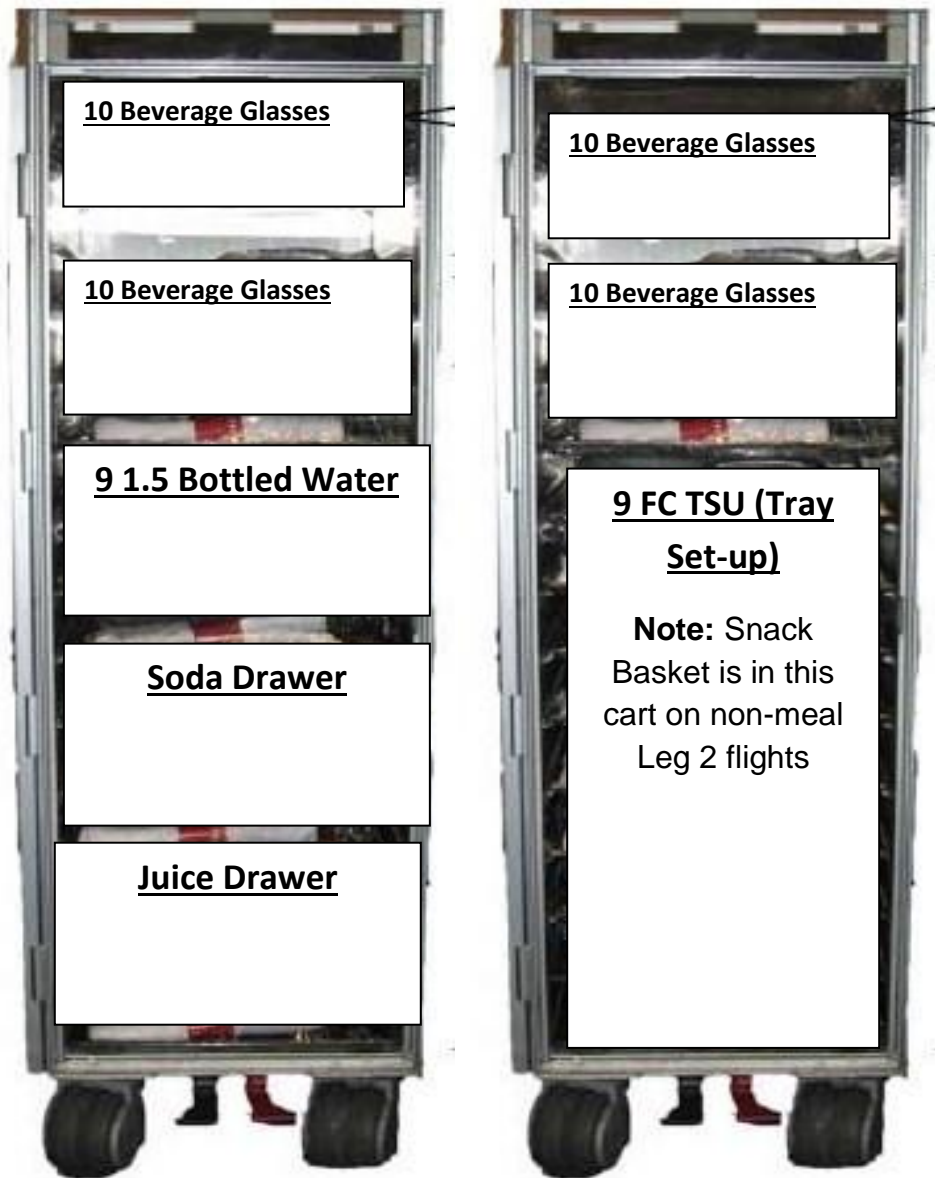 10 Beverage Glasses
10 Beverage Glasses
9 1.5 Bottled Water
Soda Drawer
Juice Drawer
10 Beverage Glasses
10 Beverage Glasses
9 FC TSU (Tray
Set-up)
Note: Snack
Basket is in this
cart on non-meal
Leg 2 flights